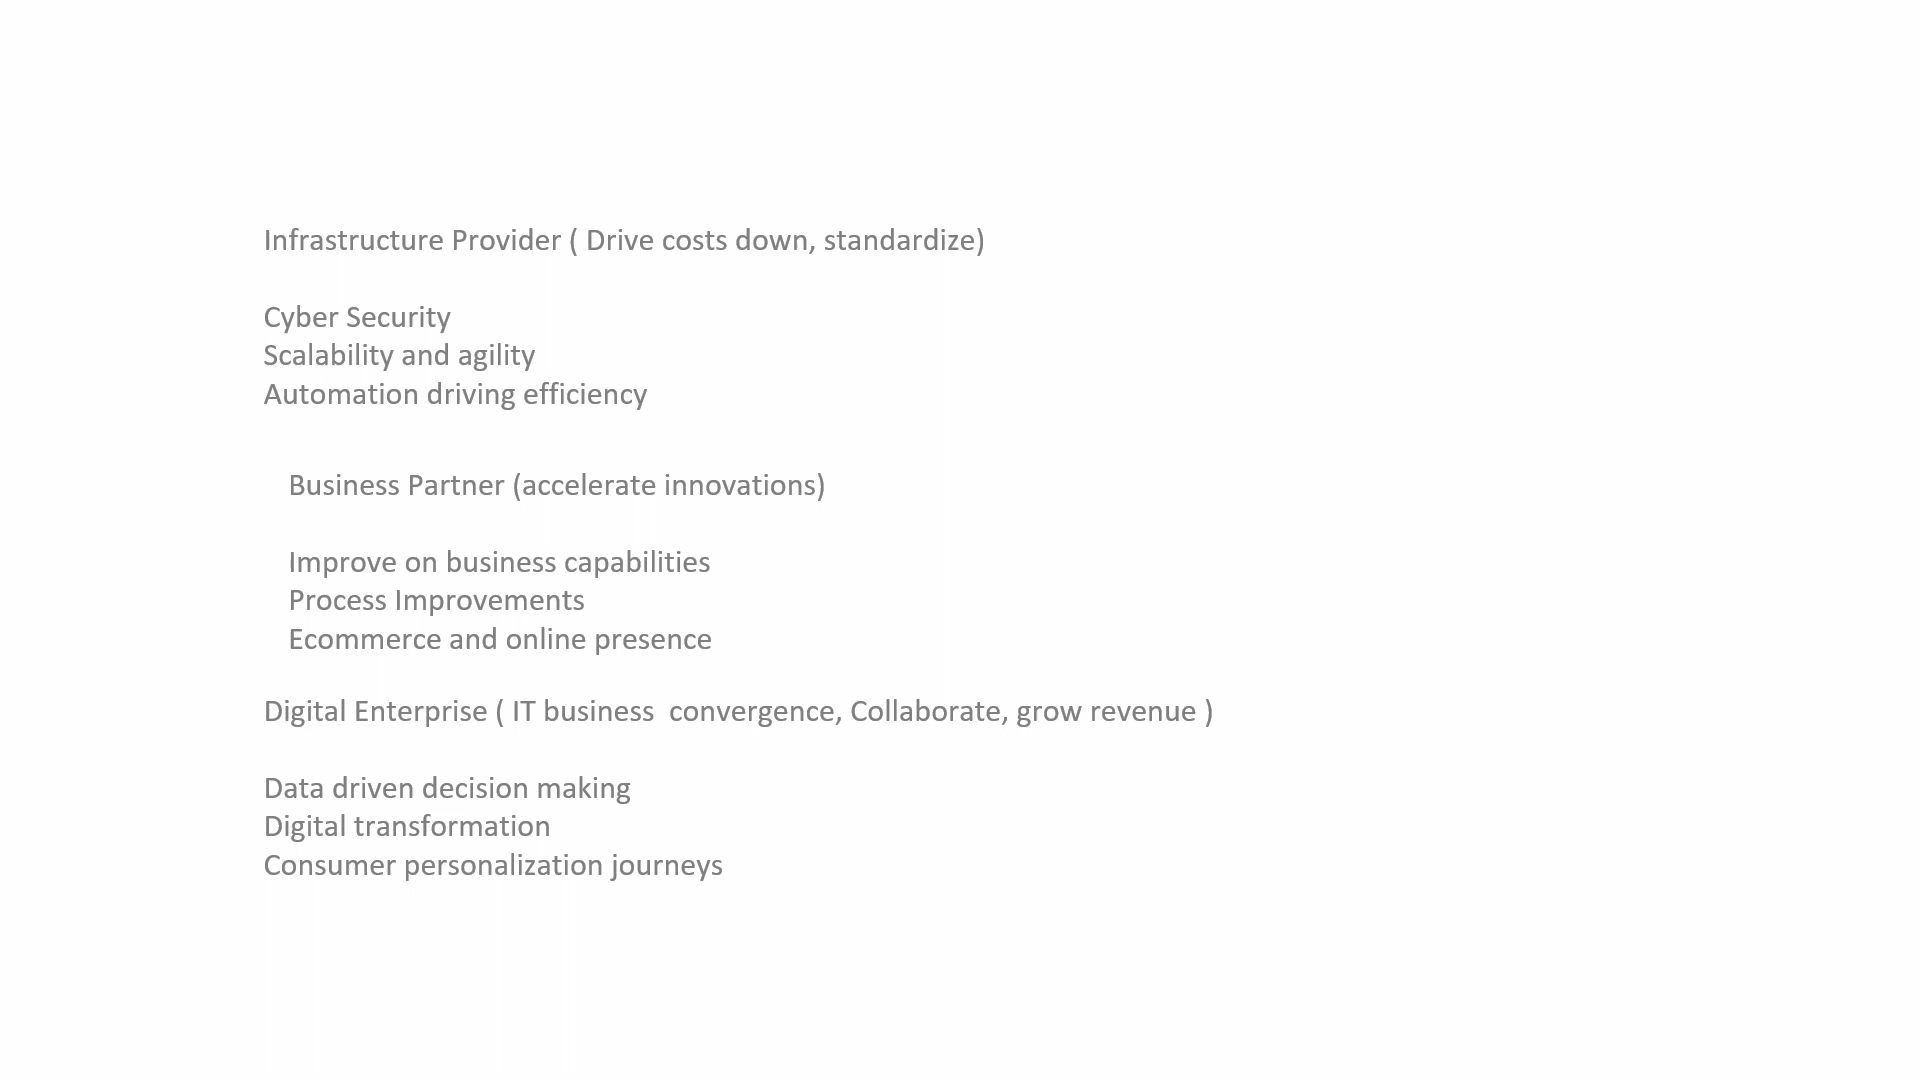 Infrastructure Provider ( Drive costs down, standardize)
Cyber Security
Scalability and agility
Automation driving efficiency
Business Partner (accelerate innovations)
Improve on business capabilities
Process Improvements
Ecommerce and online presence
Digital Enterprise ( IT business  convergence, Collaborate, grow revenue )
Data driven decision making
Digital transformation
Consumer personalization journeys